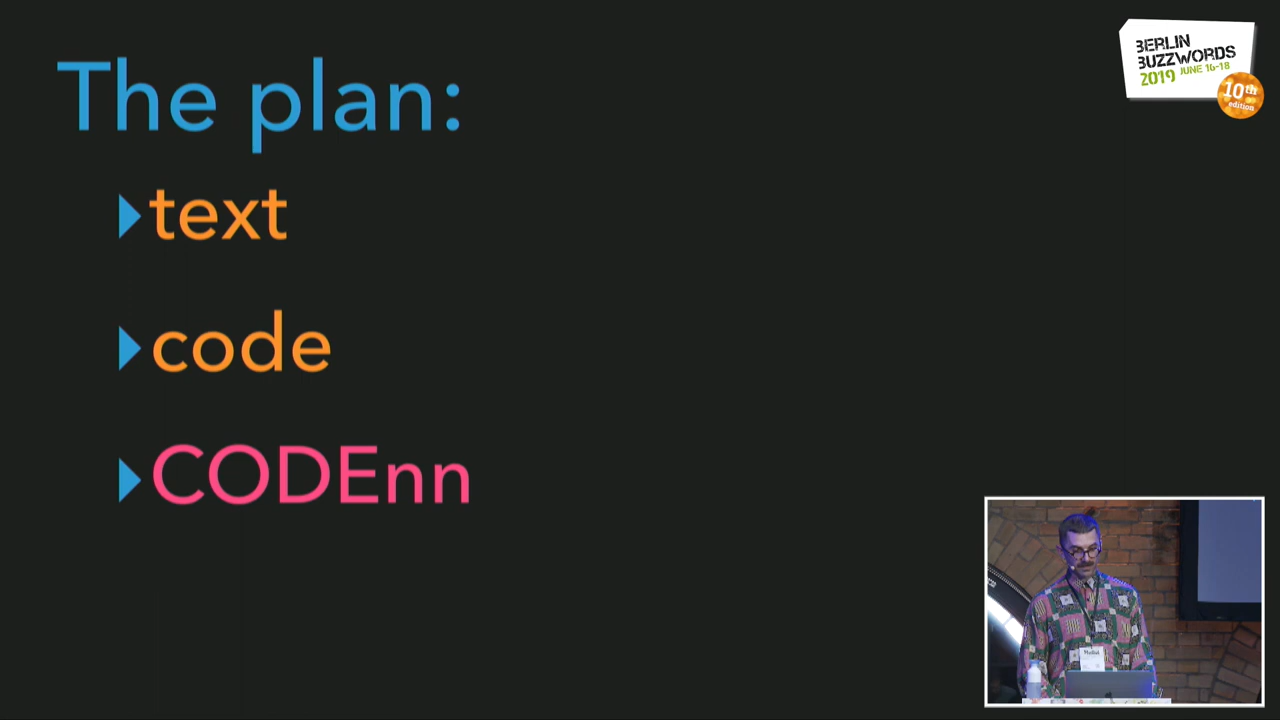 The plan:
text
code
CODEnn
BERLIN
BUZZWORDS
2019 JUNE 16-18
10th
edition